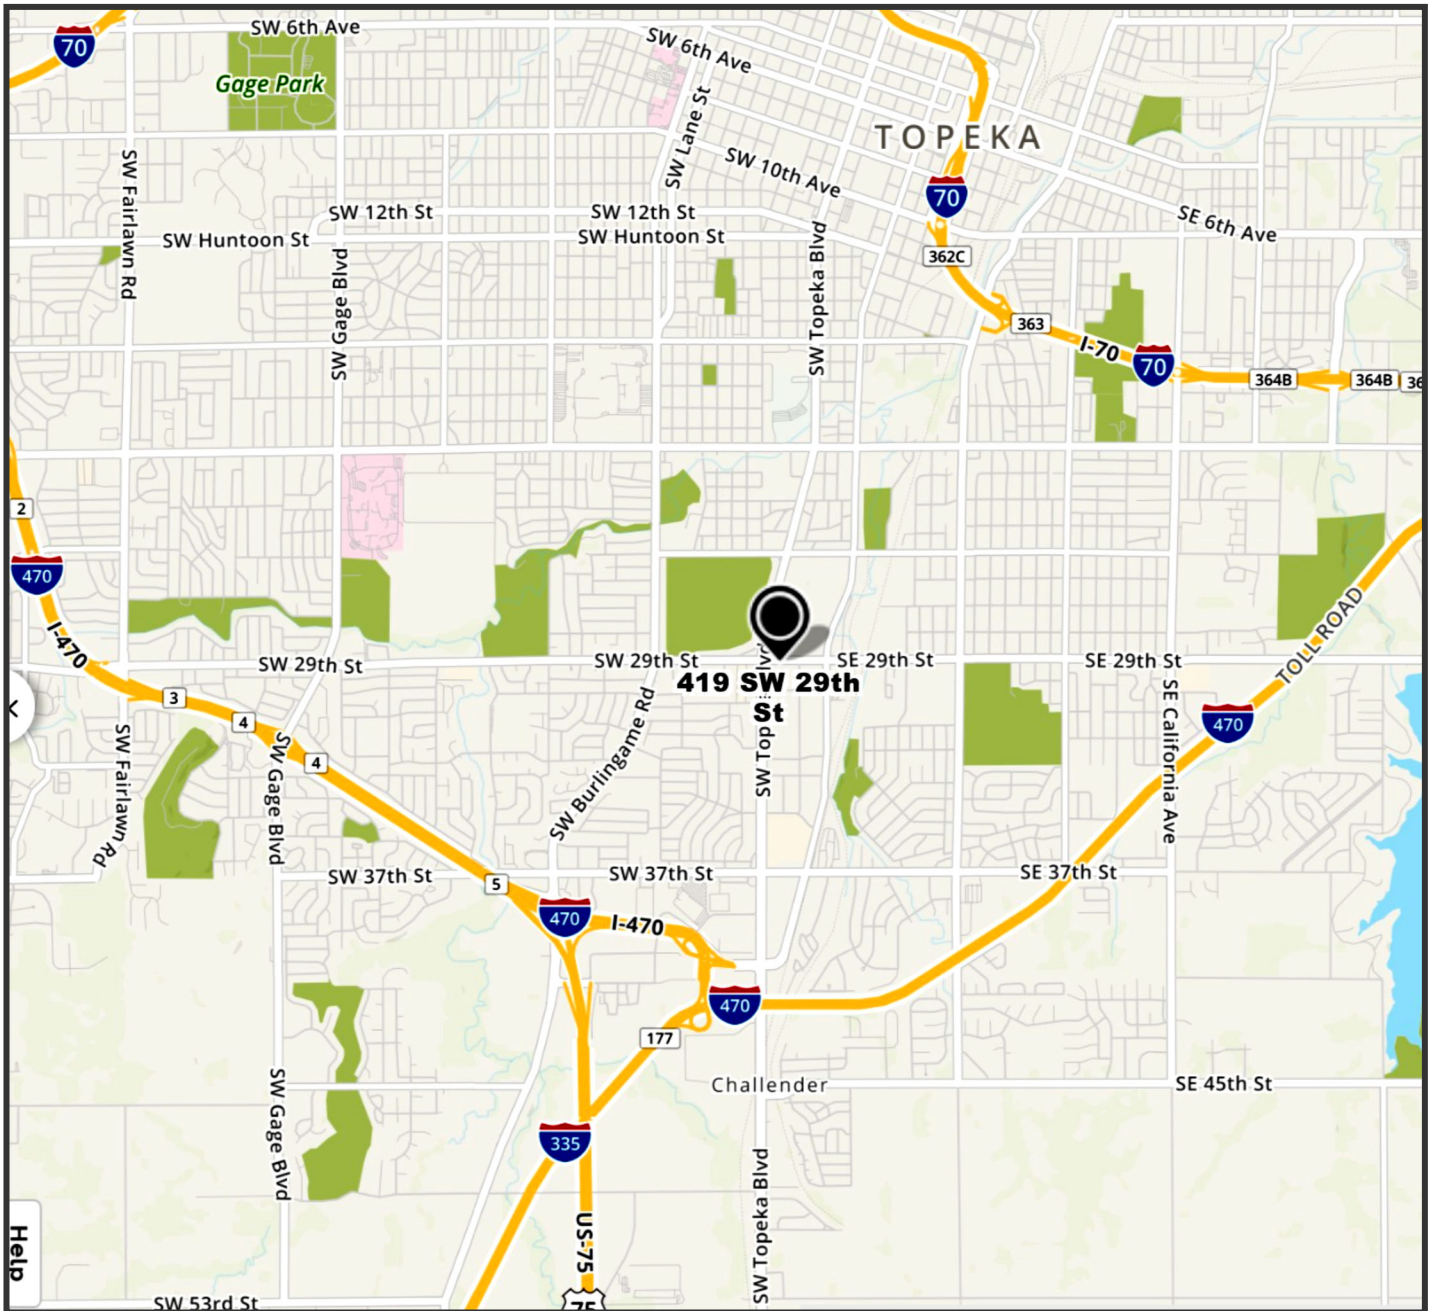 SW 6th Ave
70
SW 6th Ave
Gage Park
SW Lane St
TOPEKA
SW Fairlawn Rd
SW 10th Ave
70
SW 12th St
SW 12th St
SE 6th Ave
SW Huntoon St
SW Huntoon St
SW Gage Blvd
SW Topeka Blvd
362C
363
I-70
70
364B
364B
36
2
470
I-470
TOLL ROAD
SW 29th St
SW 29th St
SE 29th St
SE 29th St
419 SW 29th
St
3
4
4
470
SW Fairlawn Rd
SW Gage Blvd
SW Burlingame Rd
SW Top
Blvd
SE California Ave
SW 37th St
SW 37th St
SE 37th St
5
470
I-470
470
177
Challender
SE 45th St
SW Gage Blvd
335
SW Topeka Blvd
US-75
Help
75
SW 53rd St